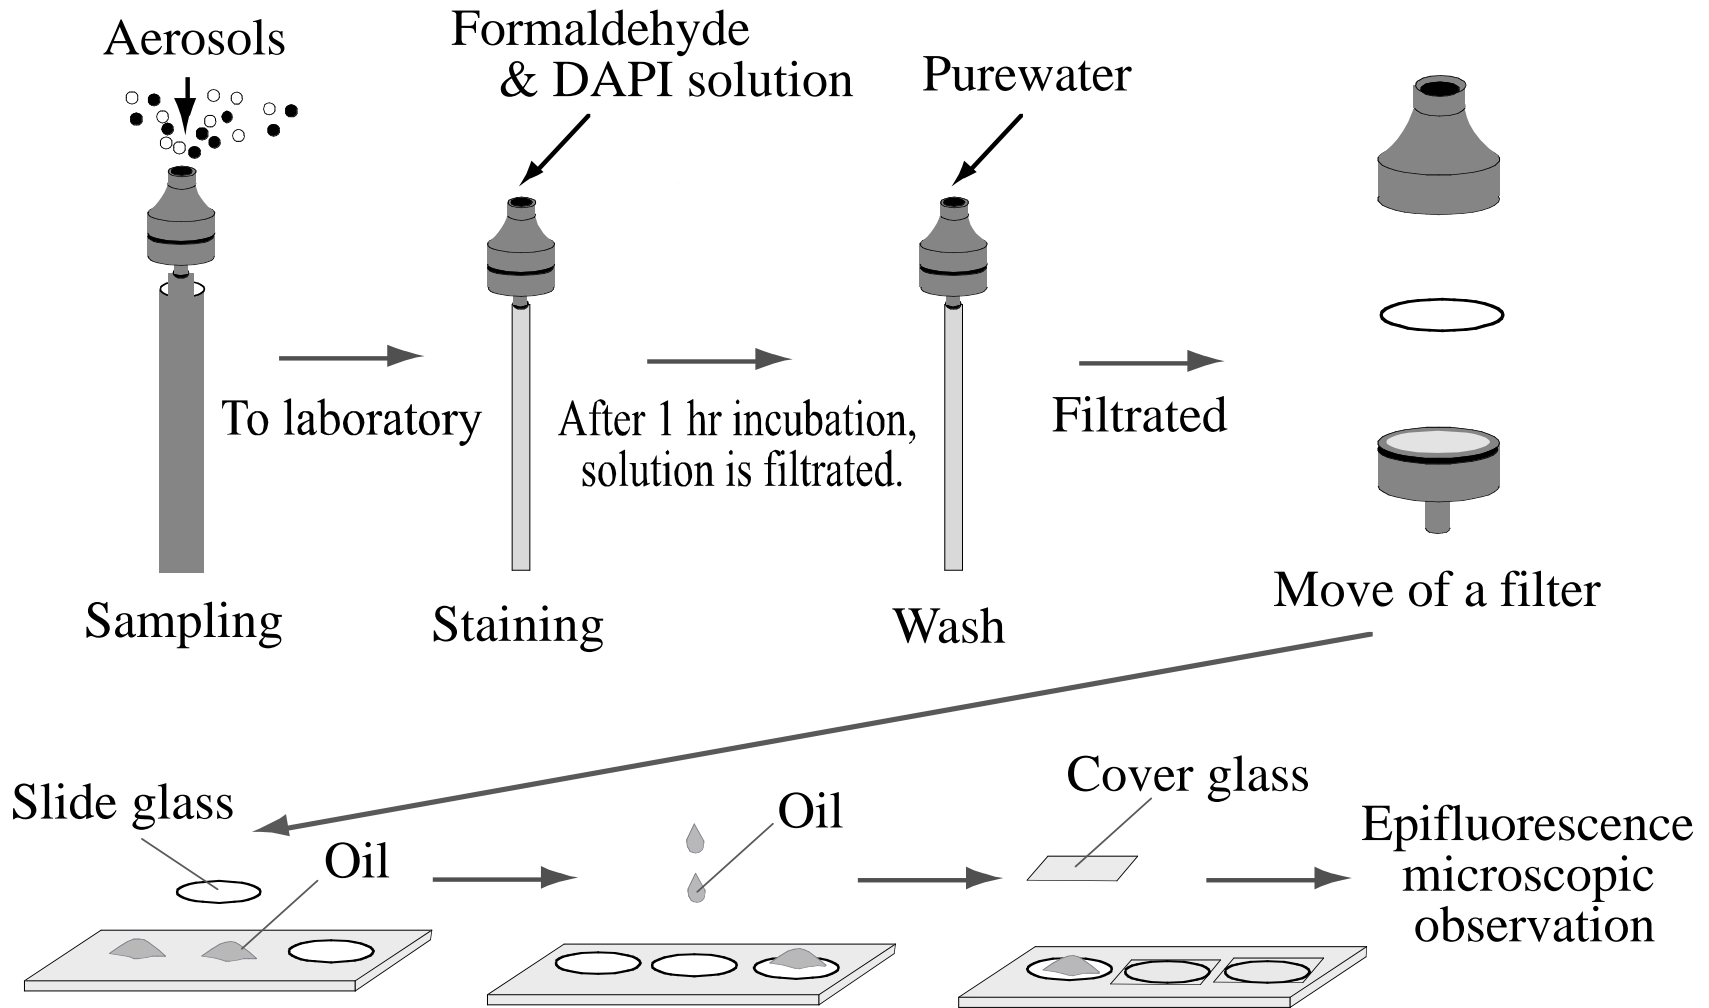 Aerosols
Formaldehyde
& DAPI solution
Purewater
To laboratory
After 1 hr incubation,
solution is filtrated.
Filtrated
Sampling
Staining
Wash
Move of a filter
Slide glass
Oil
Oil
Cover glass
Epifluorescence
microscopic
observation